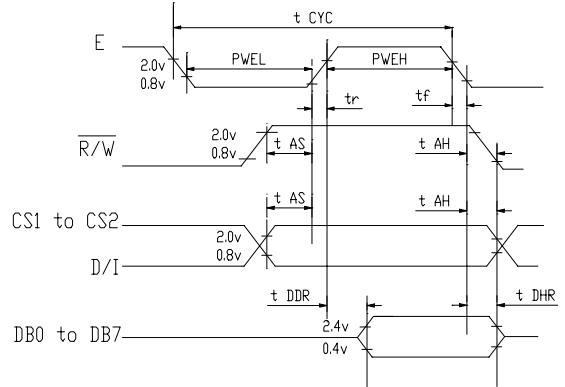 t CYC
E
2.0v
0.8v
PWEL
PWEH
tr
tf
R/W
2.0v
0.8v
t AS
t AH
t AS
t AH
CS1 to CS2
2.0v
0.8v
D/I
t DDR
t DHR
DB0 to DB7
2.4v
0.4v